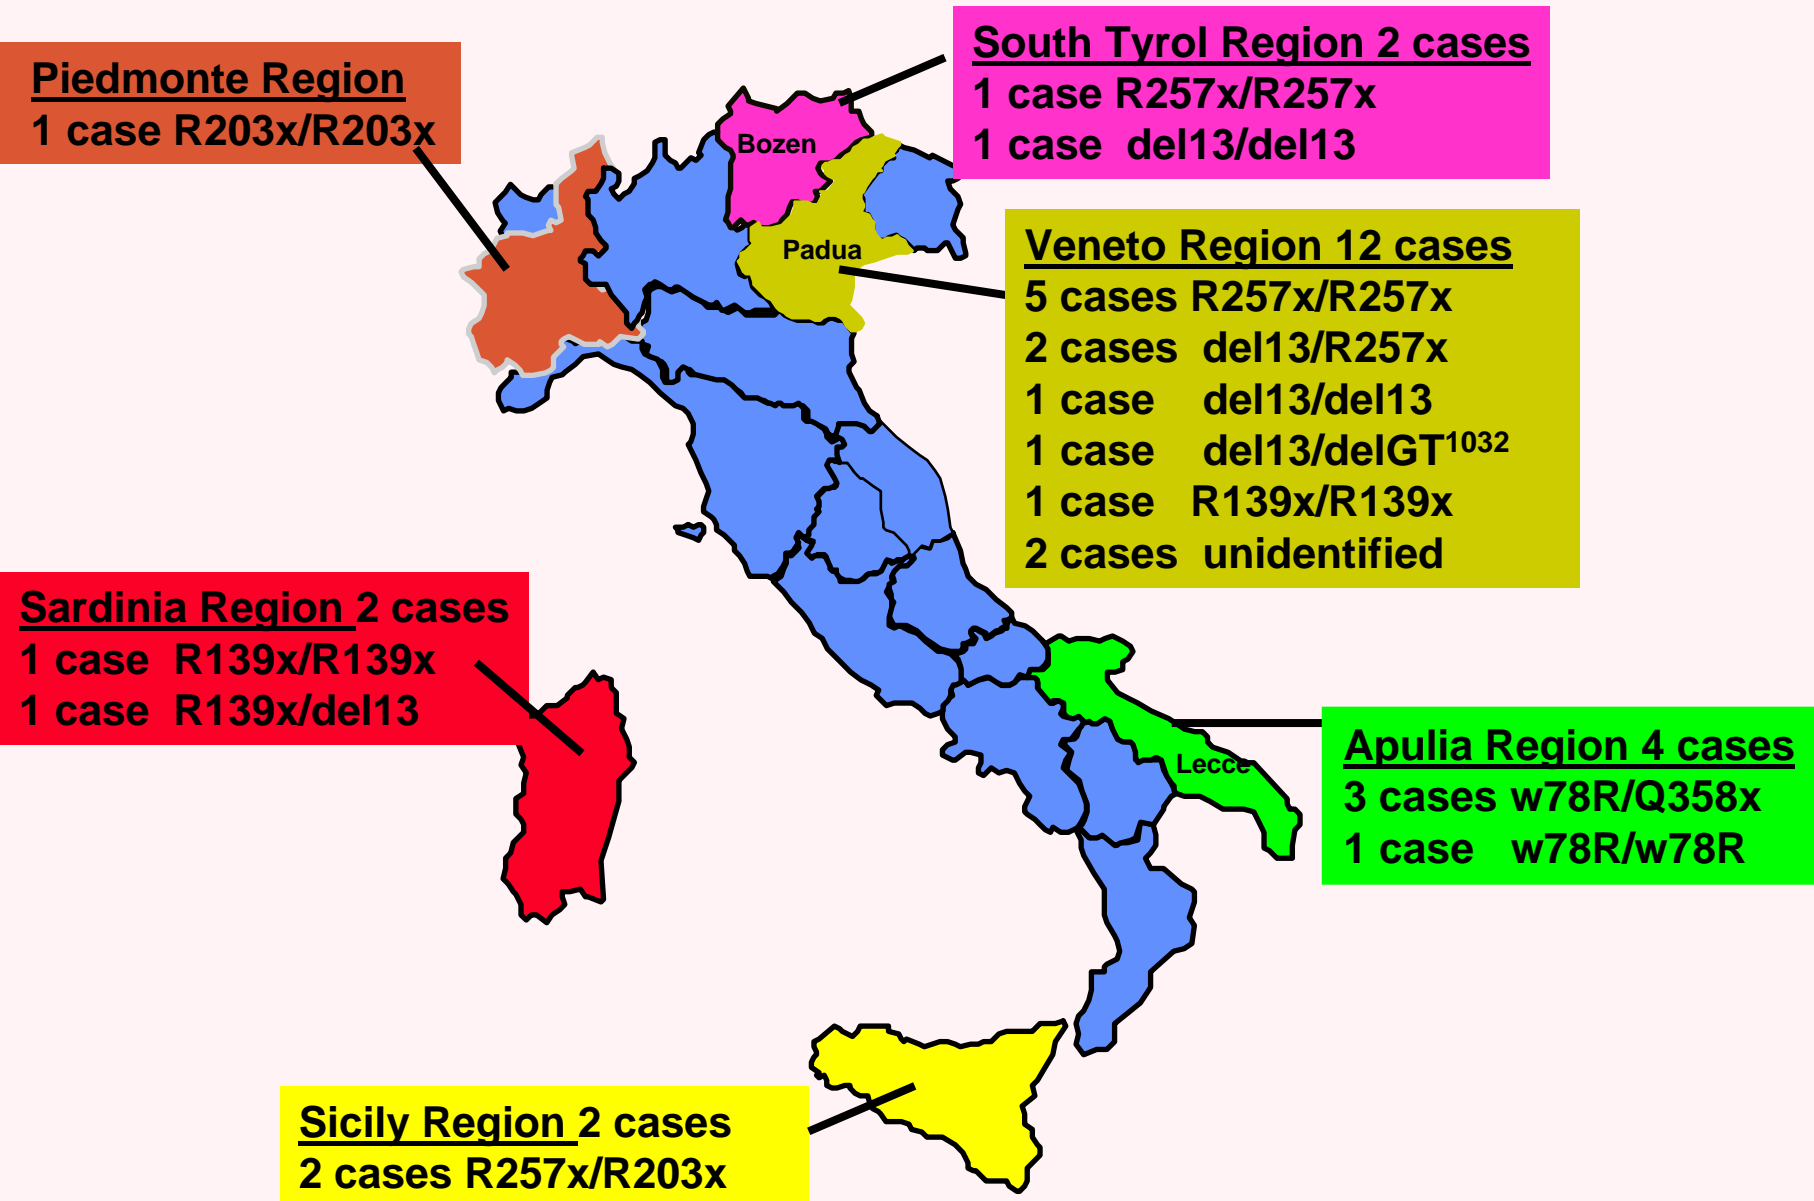 Piedmonte Region
1 case R203x/R203x
South Tyrol Region 2 cases
1 case R257x/R257x
1 case del13/del13
Bozen
Padua
Veneto Region 12 cases
5 cases R257x/R257x
2 cases del13/R257x
1 case del13/del13
1 case del13/delGT¹⁰³²
1 case R139x/R139x
2 cases unidentified
Sardinia Region 2 cases
1 case R139x/R139x
1 case R139x/del13
Lecce
Apulia Region 4 cases
3 cases w78R/Q358x
1 case w78R/w78R
Sicily Region 2 cases
2 cases R257x/R203x